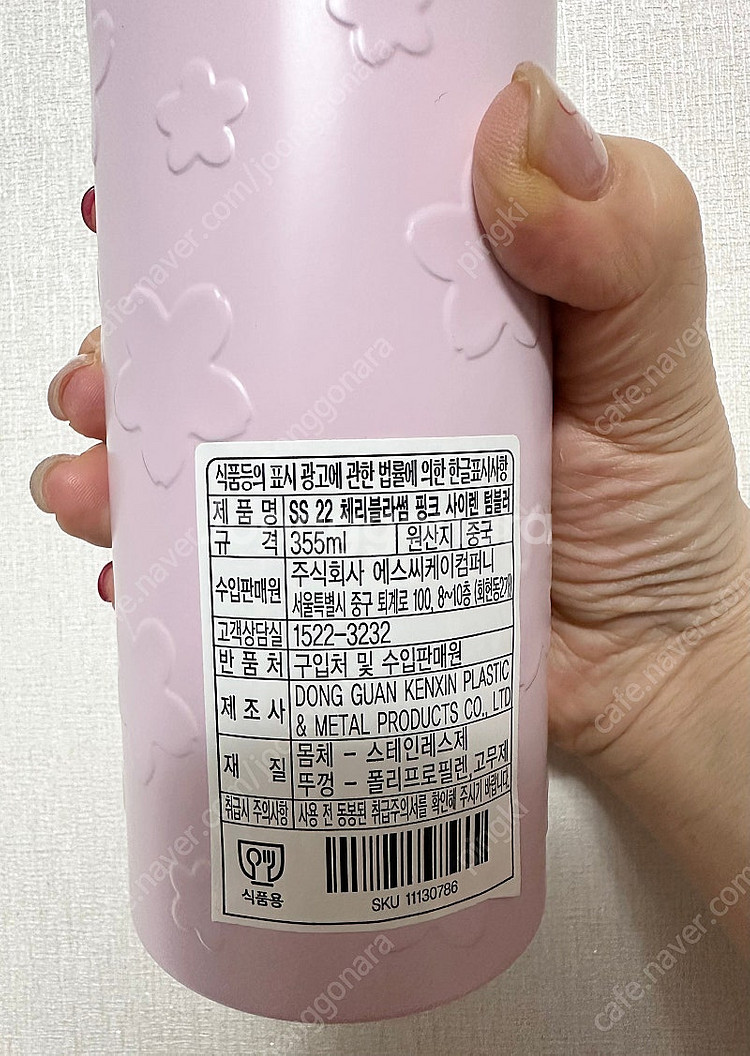 식품등의 표시 광고에 관한 법률에 의한 한글표시사항
제 품 명 SS 22 체리블라썸 핑크 사이렌 텀블러
규 격 355ml 원산지 중국
수입판매원 주식회사 에스씨케이컴퍼니
서울특별시 중구 퇴계로 100, 8~10층 (회현동2가)
고객상담실 1522-3232
반 품 처 구입처 및 수입판매원
제 조 사 DONG GUAN KENXIN PLASTIC
& METAL PRODUCTS CO., LTD
재 질 몸체 - 스테인레스제
뚜껑 - 폴리프로필렌, 고무제
취급시 주의사항 사용 전 동봉된 취급주의서를 확인해 주시기 바랍니다.
식품용
SKU 11130786
cafe.naver.com/joonggonara
pingki